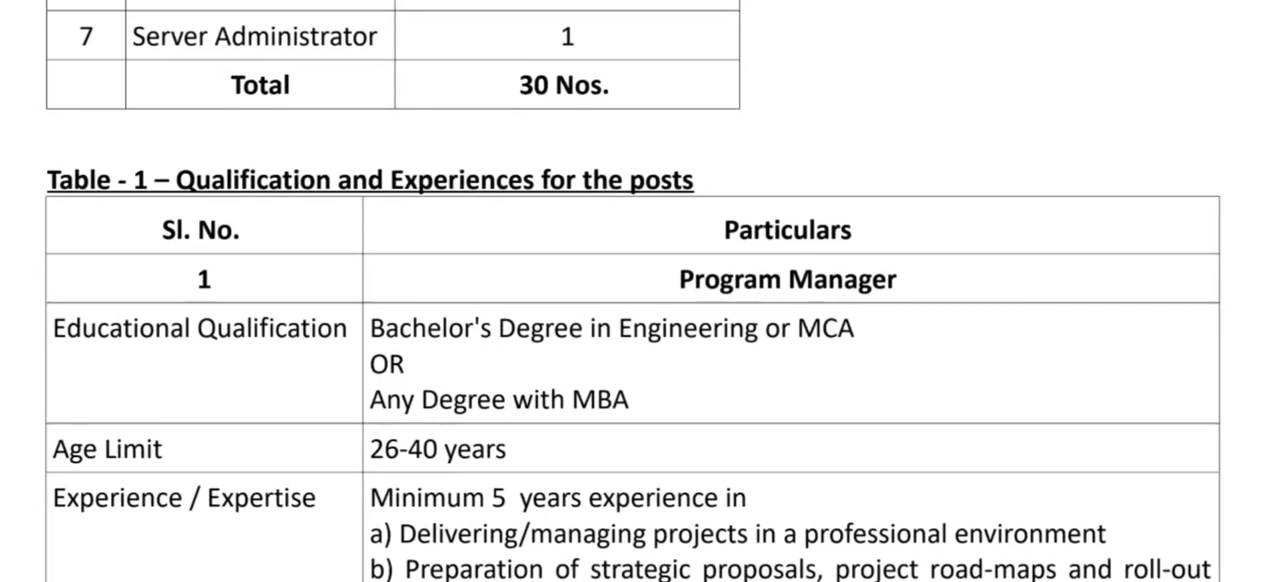 7 Server Administrator 1
Total 30 Nos.
Table - 1 – Qualification and Experiences for the posts
Sl. No. Particulars
1 Program Manager
Educational Qualification Bachelor's Degree in Engineering or MCA
OR
Any Degree with MBA
Age Limit 26-40 years
Experience / Expertise Minimum 5  years experience in
a) Delivering/managing projects in a professional environment
b) Preparation of strategic proposals, project road-maps and roll-out